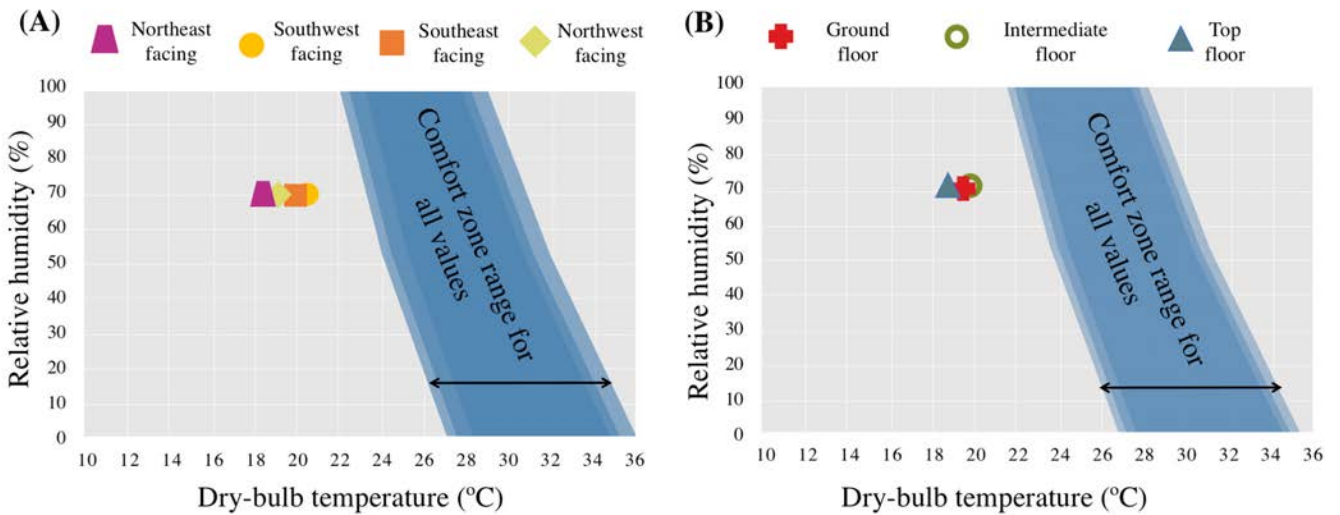 (A)
Northeast
facing
Southwest
facing
Southeast
facing
Northwest
facing
Relative humidity (%)
100
90
80
70
60
50
40
30
20
10
0
Comfort zone range for
all values
10 12 14 16 18 20 22 24 26 28 30 32 34 36
Dry-bulb temperature (ºC)
(B)
Ground
floor
Intermediate
floor
Top
floor
Relative humidity (%)
100
90
80
70
60
50
40
30
20
10
0
Comfort zone range for
all values
10 12 14 16 18 20 22 24 26 28 30 32 34 36
Dry-bulb temperature (ºC)